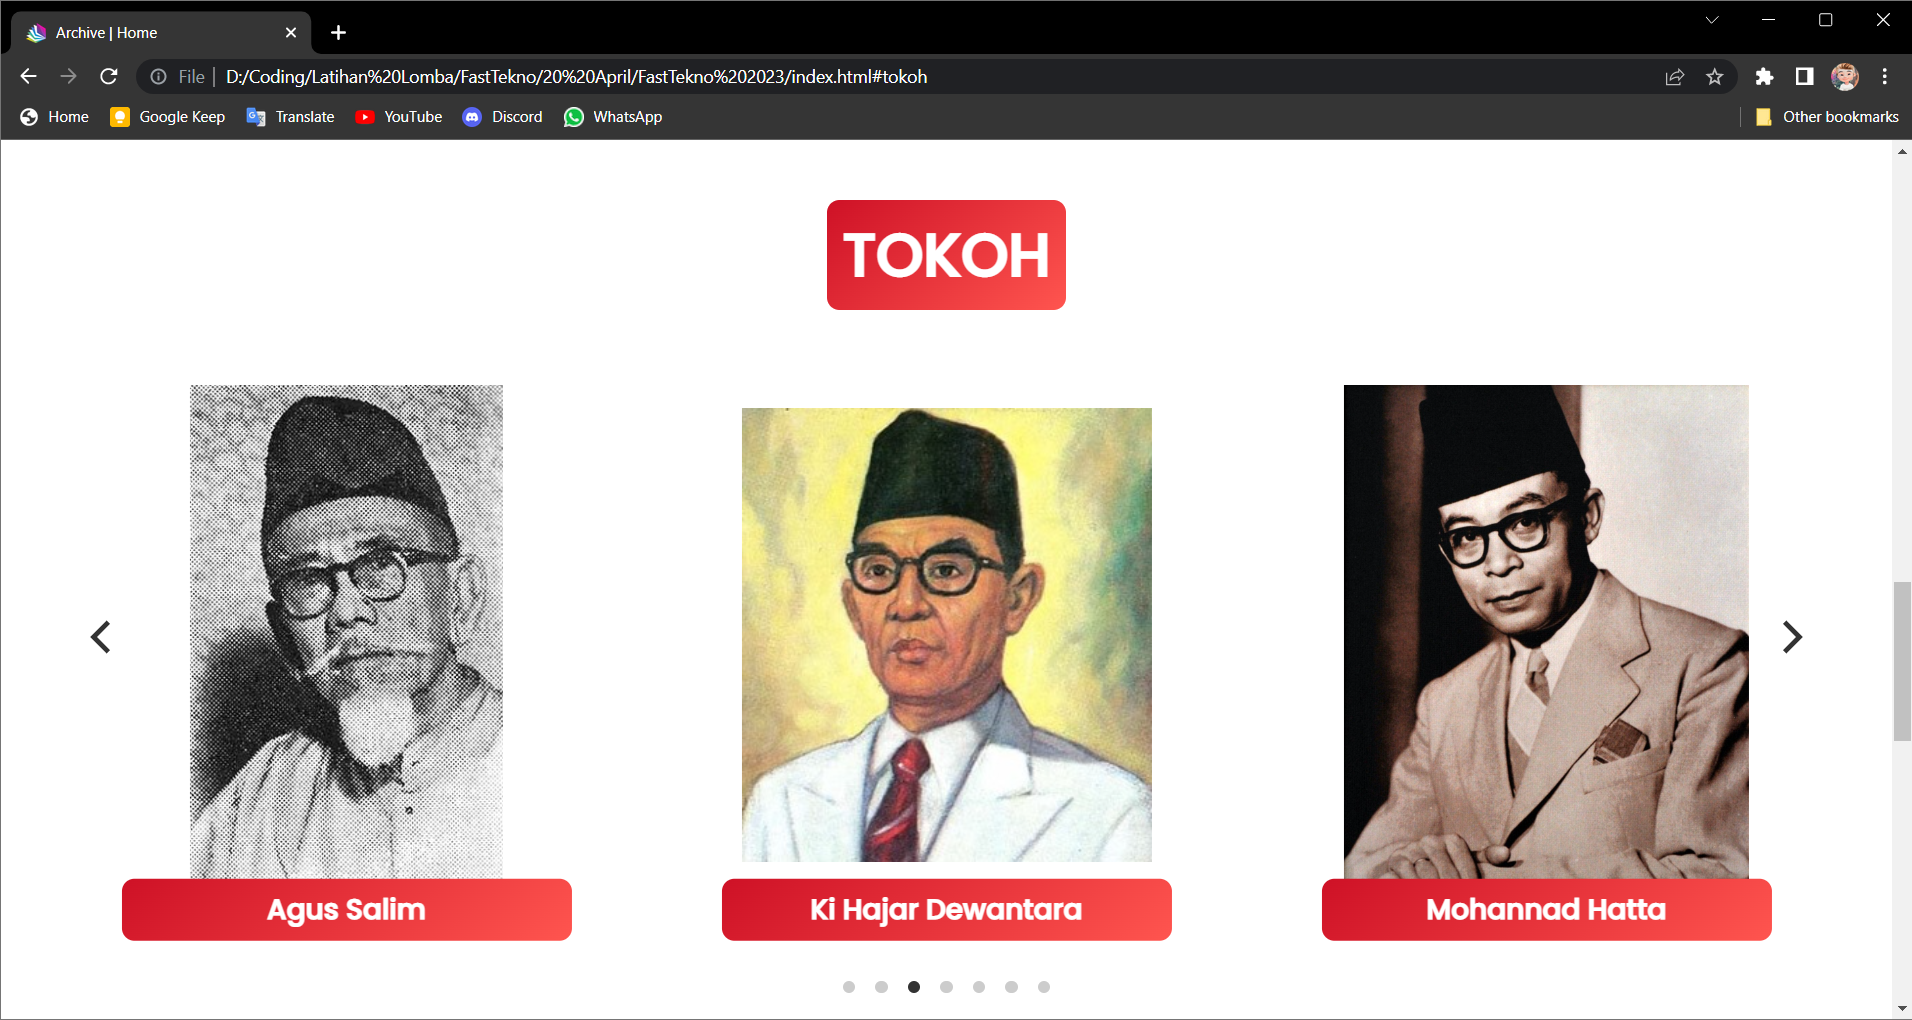 Archive | Home
File | D:/Coding/Latihan%20Lomba/FastTekno/20%20April/FastTekno%202023/index.html#tokoh
Home Google Keep Translate YouTube Discord WhatsApp Other bookmarks
TOKOH
Agus Salim
Ki Hajar Dewantara
Mohannad Hatta